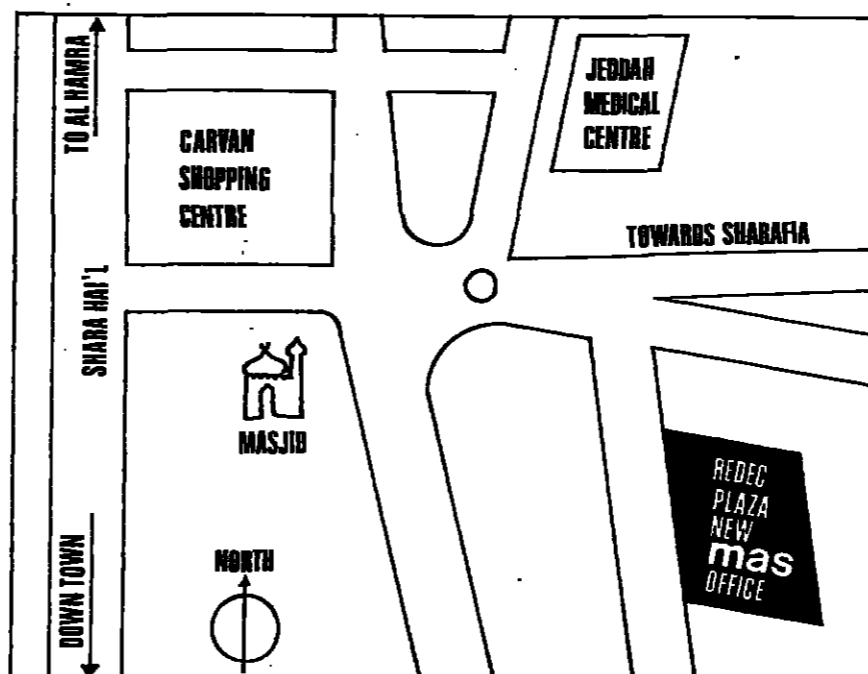 TO AL HAMRA
JEDDAH
MEDICAL
CENTRE
CARVAN
SHOPPING
CENTRE
TOWARDS SHARAFIA
SHARA HAI'L
MASJID
REDEC
PLAZA
NEW
mas
OFFICE
NORTH
DOWN TOWN